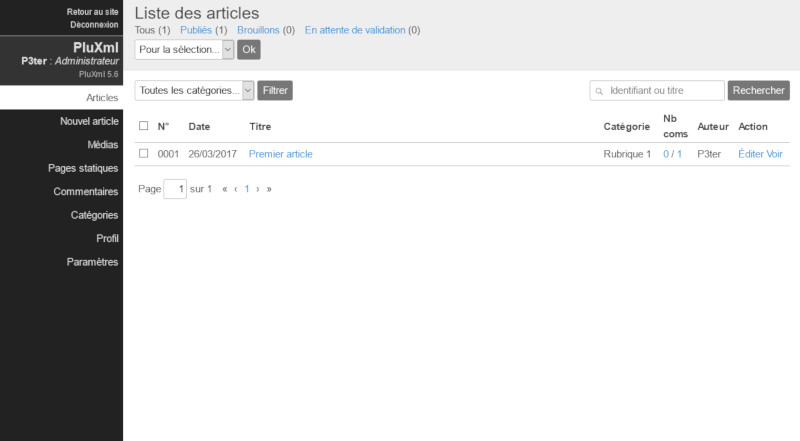 Retour au site
Déconnexion
PluXml
P3ter : Administrateur
PluXml 5.6
Articles
Nouvel article
Médias
Pages statiques
Commentaires
Catégories
Profil
Paramètres
Liste des articles
Tous (1) Publiés (1) Brouillons (0) En attente de validation (0)
Pour la sélection... Ok
Toutes les catégories... Filtrer Identifiant ou titre Rechercher
N° Date Titre Catégorie Nb coms Auteur Action
0001 26/03/2017 Premier article Rubrique 1 0 / 1 P3ter Éditer Voir
Page 1 sur 1 « ‹ 1 › »